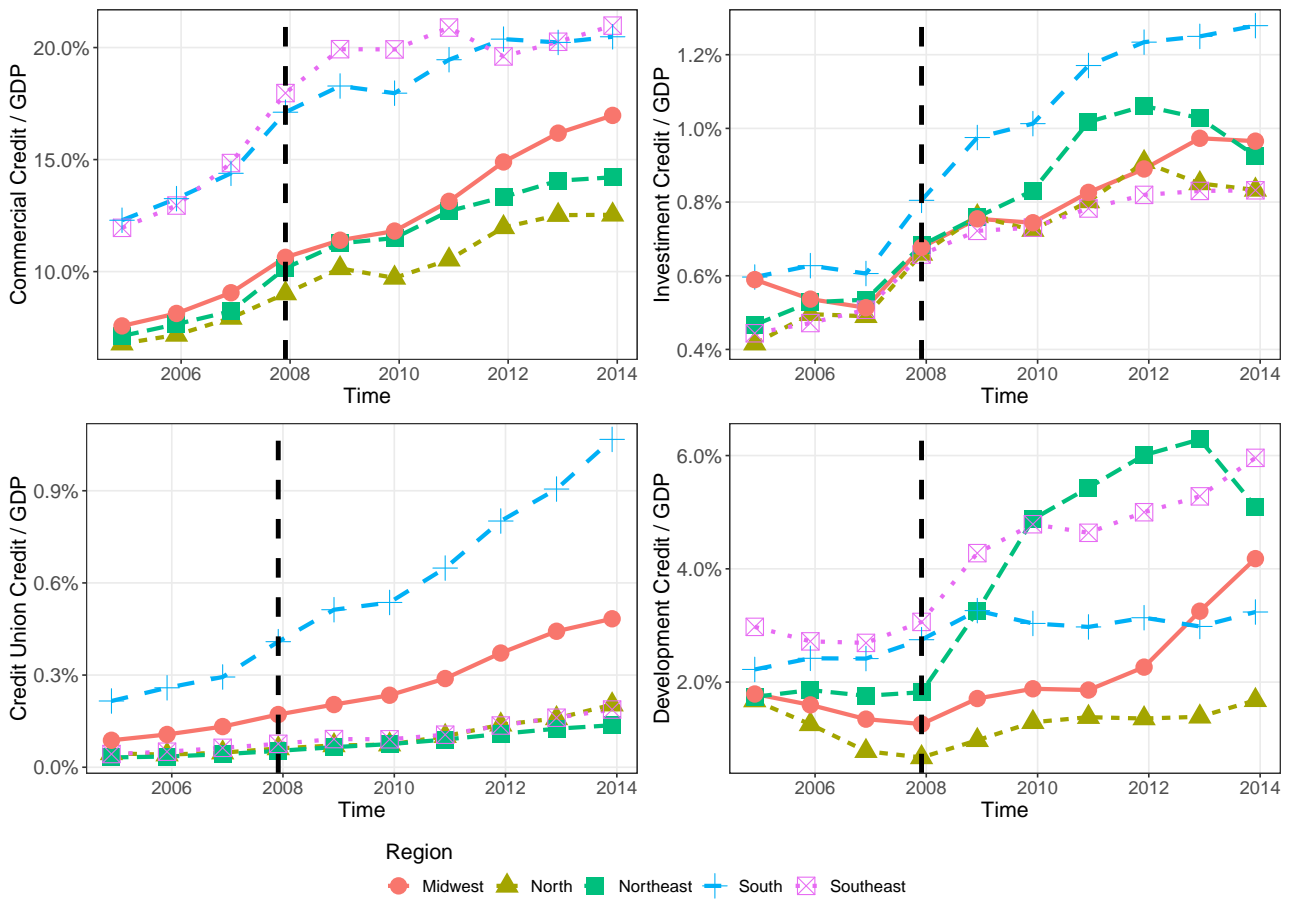 Commercial Credit / GDP
20.0%
15.0%
10.0%
2006 2008 2010 2012 2014
Time
Investiment Credit / GDP
1.2%
1.0%
0.8%
0.6%
0.4%
2006 2008 2010 2012 2014
Time
Credit Union Credit / GDP
0.9%
0.6%
0.3%
0.0%
2006 2008 2010 2012 2014
Time
Development Credit / GDP
6.0%
4.0%
2.0%
2006 2008 2010 2012 2014
Time
Region
Midwest North Northeast South Southeast